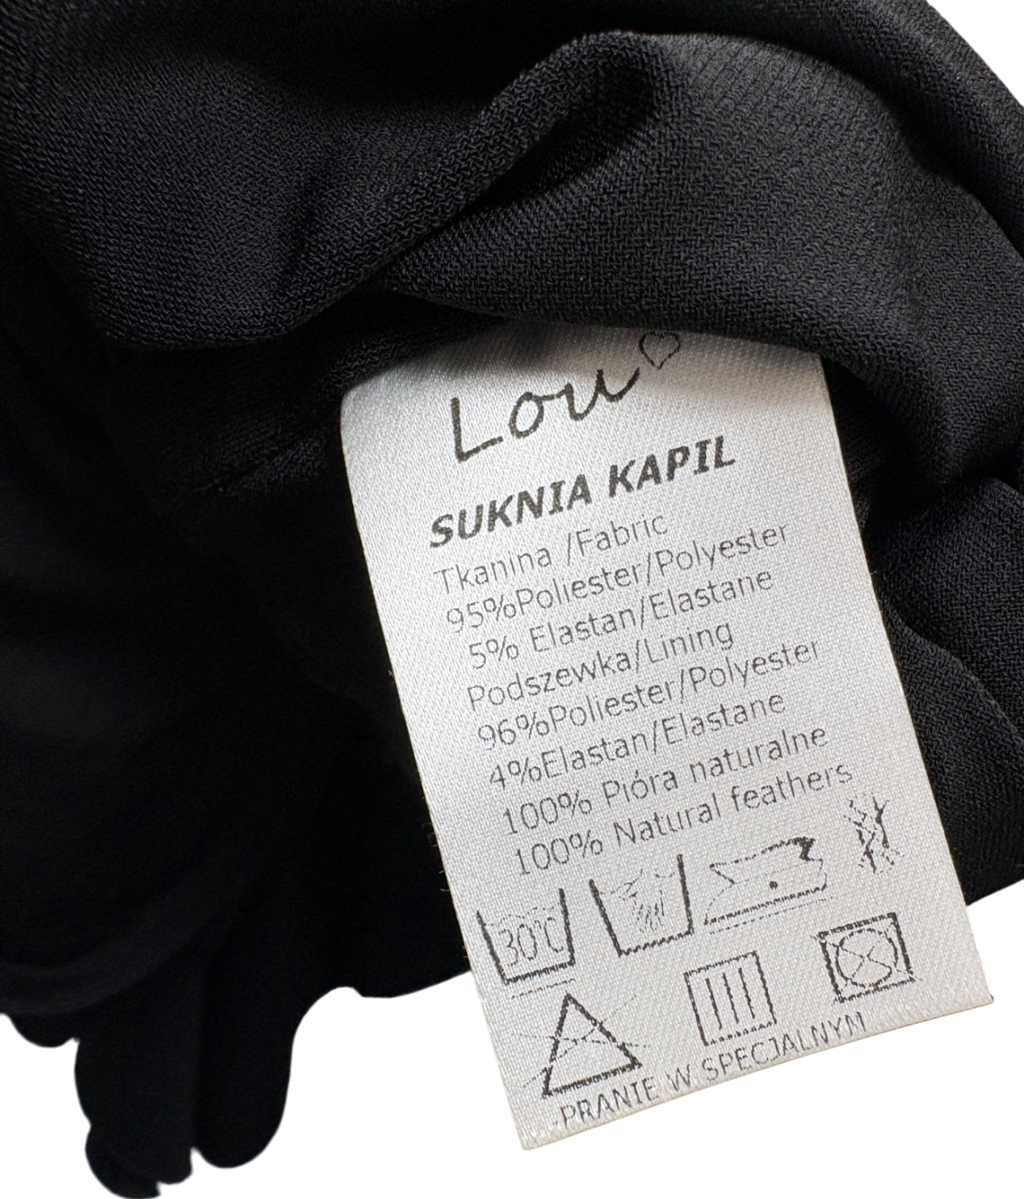 Lou
SUKNIA KAPIL
Tkanina /Fabric
95%Poliester/Polyester
5% Elastan/Elastane
Podszewka/Lining
96%Poliester/Polyester
4%Elastan/Elastane
100% Pióra naturalne
100% Natural feathers
30°C
-PRANIE W SPECJALNYM